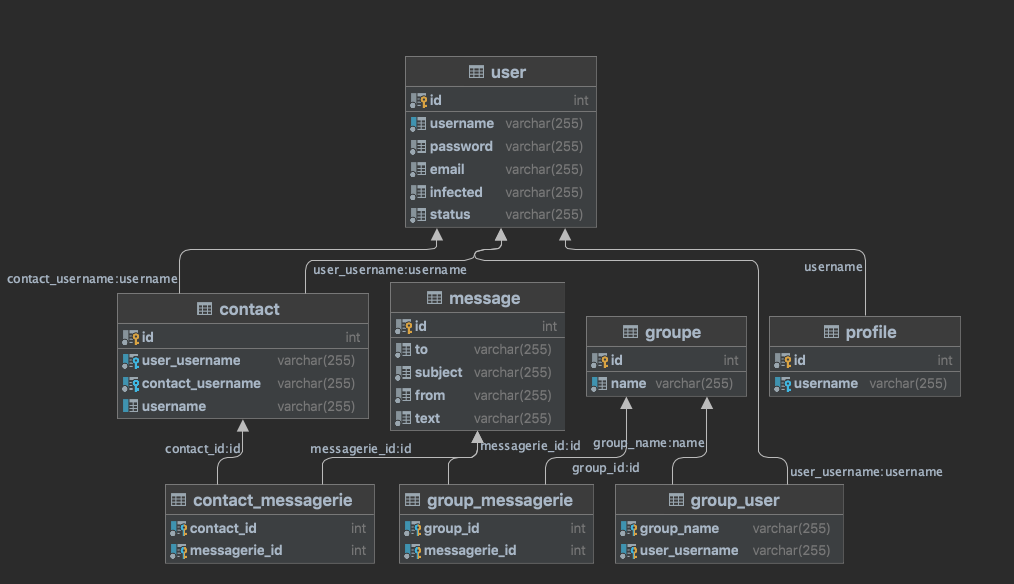 user
id int
username varchar(255)
password varchar(255)
email varchar(255)
infected varchar(255)
status varchar(255)
contact_username:username
user_username:username
username
contact
id int
user_username varchar(255)
contact_username varchar(255)
username varchar(255)
message
id int
to varchar(255)
subject varchar(255)
from varchar(255)
text varchar(255)
groupe
id int
name varchar(255)
profile
id int
username varchar(255)
contact_id:id
messagerie_id:id
messagerie_id:id
group_name:name
group_id:id
user_username:username
contact_messagerie
contact_id int
messagerie_id int
group_messagerie
group_id int
messagerie_id int
group_user
group_name varchar(255)
user_username varchar(255)